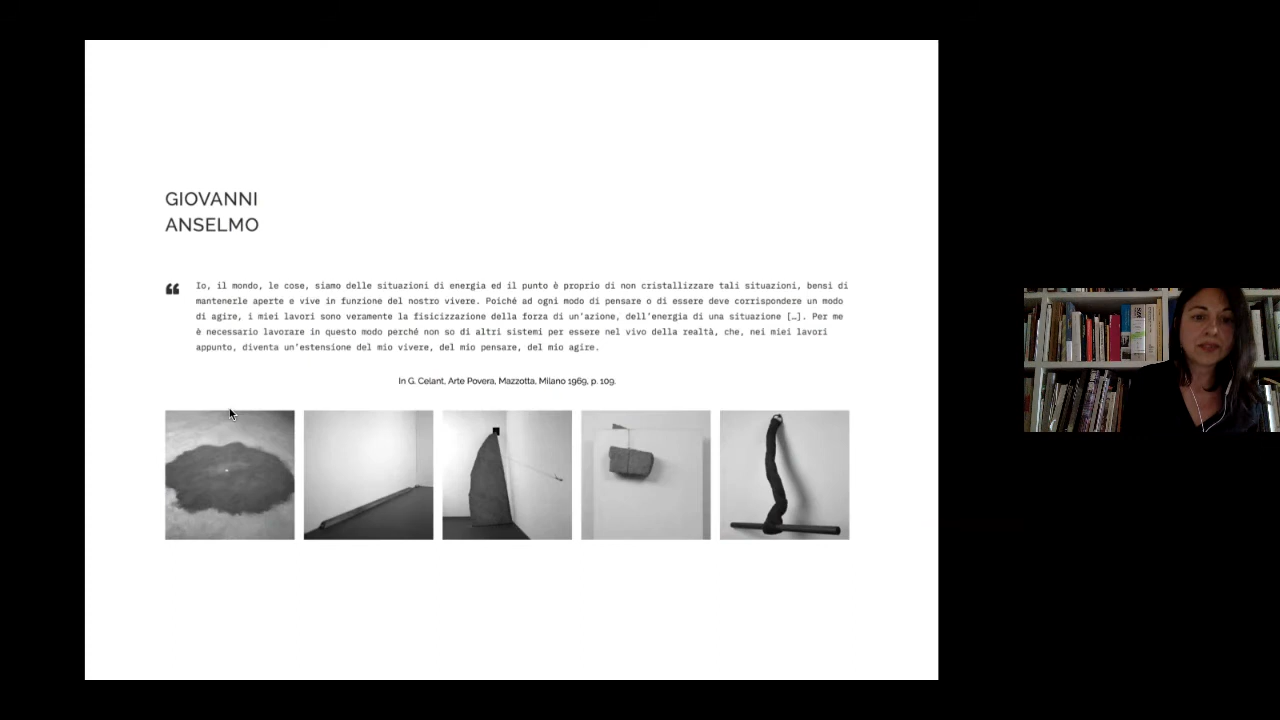 GIOVANNI
ANSELMO
“ Io, il mondo, le cose, siamo delle situazioni di energia ed il punto è proprio di non cristallizzare tali situazioni, bensì di
mantenerle aperte e vive in funzione del nostro vivere. Poiché ad ogni modo di pensare o di essere deve corrispondere un modo
di agire, i miei lavori sono veramente la fisicizzazione della forza di un’azione, dell’energia di una situazione […]. Per me
è necessario lavorare in questo modo perché non so di altri sistemi per essere nel vivo della realtà, che, nei miei lavori
appunto, diventa un’estensione del mio vivere, del mio pensare, del mio agire.
In G. Celant, Arte Povera, Mazzotta, Milano 1969, p. 109.